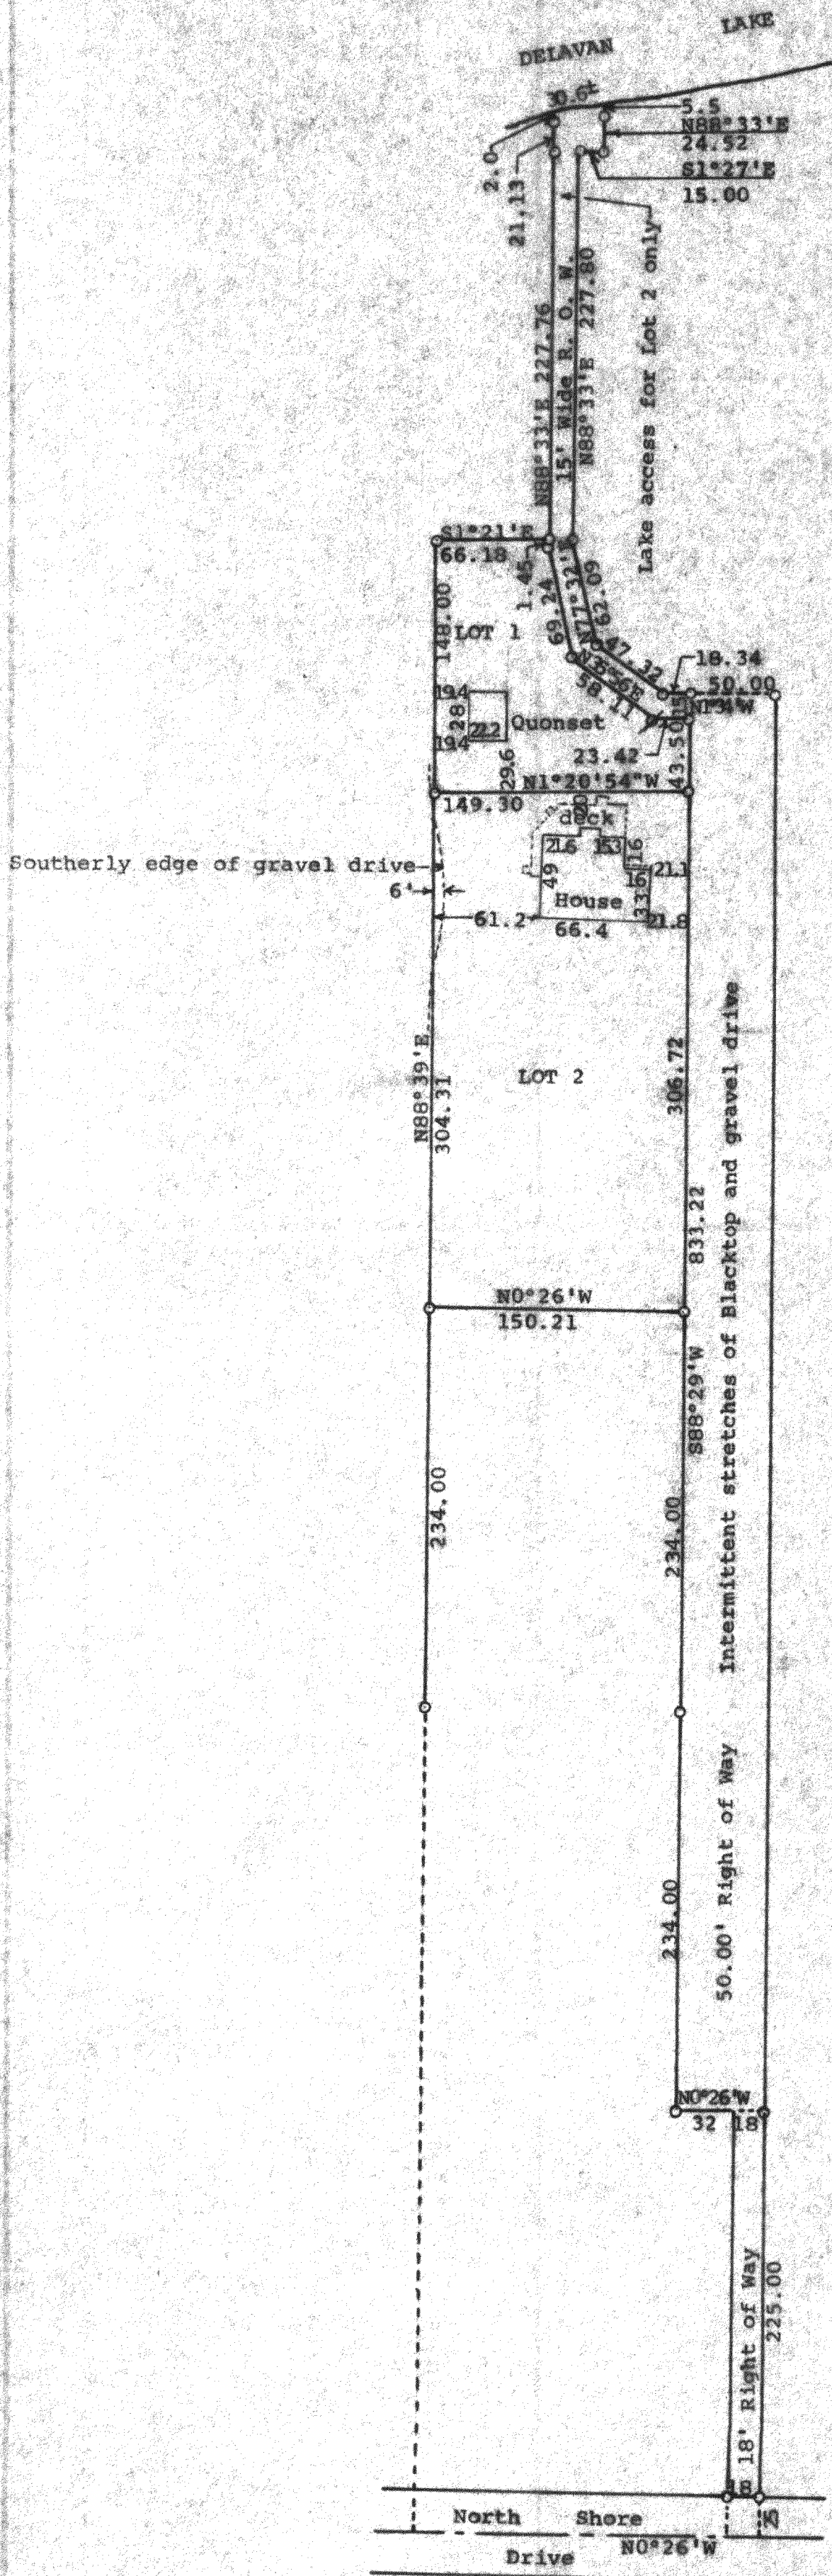 LAKE
DELAVAN
30.6±
5.5
N88°33'E
24.52
2.0
S1°27'E
15.00
21.13
N88°33'E 227.76
15' Wide R. O. W.
N88°33'E 227.80
Lake access for Lot 2 only
S1°21'E
66.18
1.45
69.24
N77°32'E
62.09
148.00
LOT 1
47.32
18.34
N36°56'E
50.00
58.11
15
N1°34'W
19.4
28
22.2
Quonset
19.4
23.42
43.50
29.6
N1°20'54"W
149.30
20
deck
21.6
15.3
16
Southerly edge of gravel drive
49
16
21.1
6'
House
33.6
61.2
66.4
21.8
N88°39'E
304.31
LOT 2
306.72
831.22
Intermittent stretches of Blacktop and gravel drive
N0°26'W
150.21
S88°29'W
234.00
234.00
234.00
50.00' Right of Way
N0°26'W
32
18
18' Right of Way
225.00
18
25
North Shore
N0°26'W
Drive